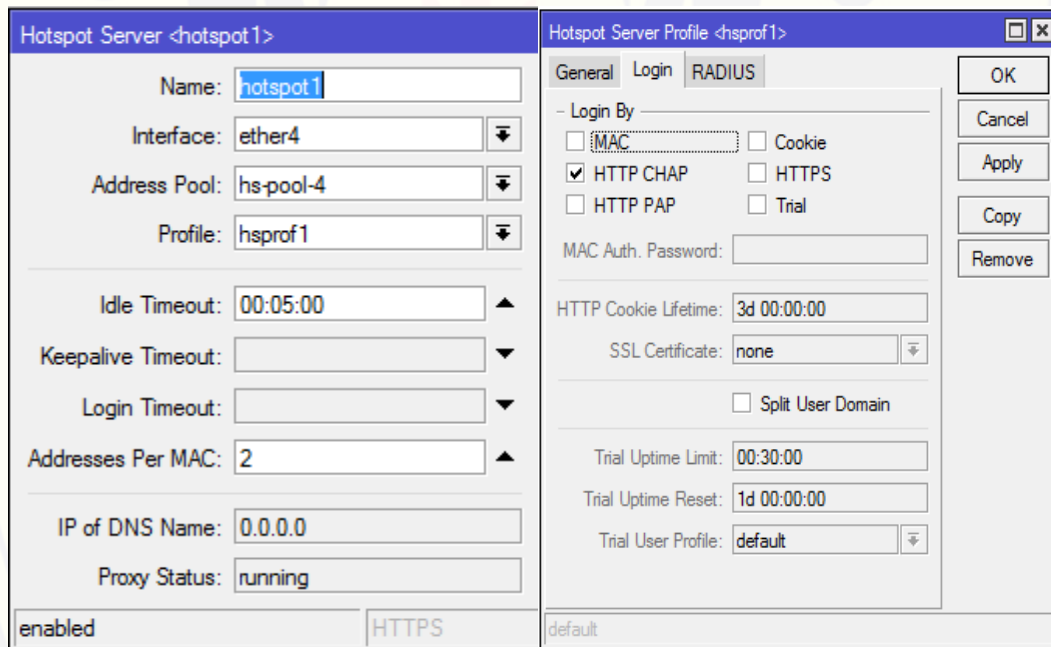 Hotspot Server <hotspot1>
Name: hotspot1
Interface: ether4
Address Pool: hs-pool-4
Profile: hsprof1
Idle Timeout: 00:05:00
Keepalive Timeout:
Login Timeout:
Addresses Per MAC: 2
IP of DNS Name: 0.0.0.0
Proxy Status: running
enabled HTTPS
Hotspot Server Profile <hsprof1>
General Login RADIUS
Login By
MAC Cookie
HTTP CHAP HTTPS
HTTP PAP Trial
MAC Auth. Password:
HTTP Cookie Lifetime: 3d 00:00:00
SSL Certificate: none
Split User Domain
Trial Uptime Limit: 00:30:00
Trial Uptime Reset: 1d 00:00:00
Trial User Profile: default
default
OK
Cancel
Apply
Copy
Remove